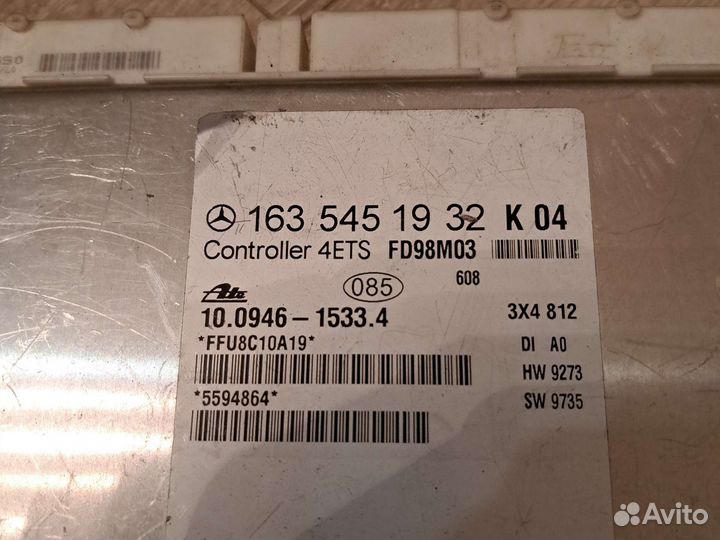 163 545 19 32 K 04
Controller 4ETS FD98M03
608
Ate 085
10.0946-1533.4 3X4 812
*FFU8C10A19* DI A0
HW 9273
*5594864* SW 9735
Avito